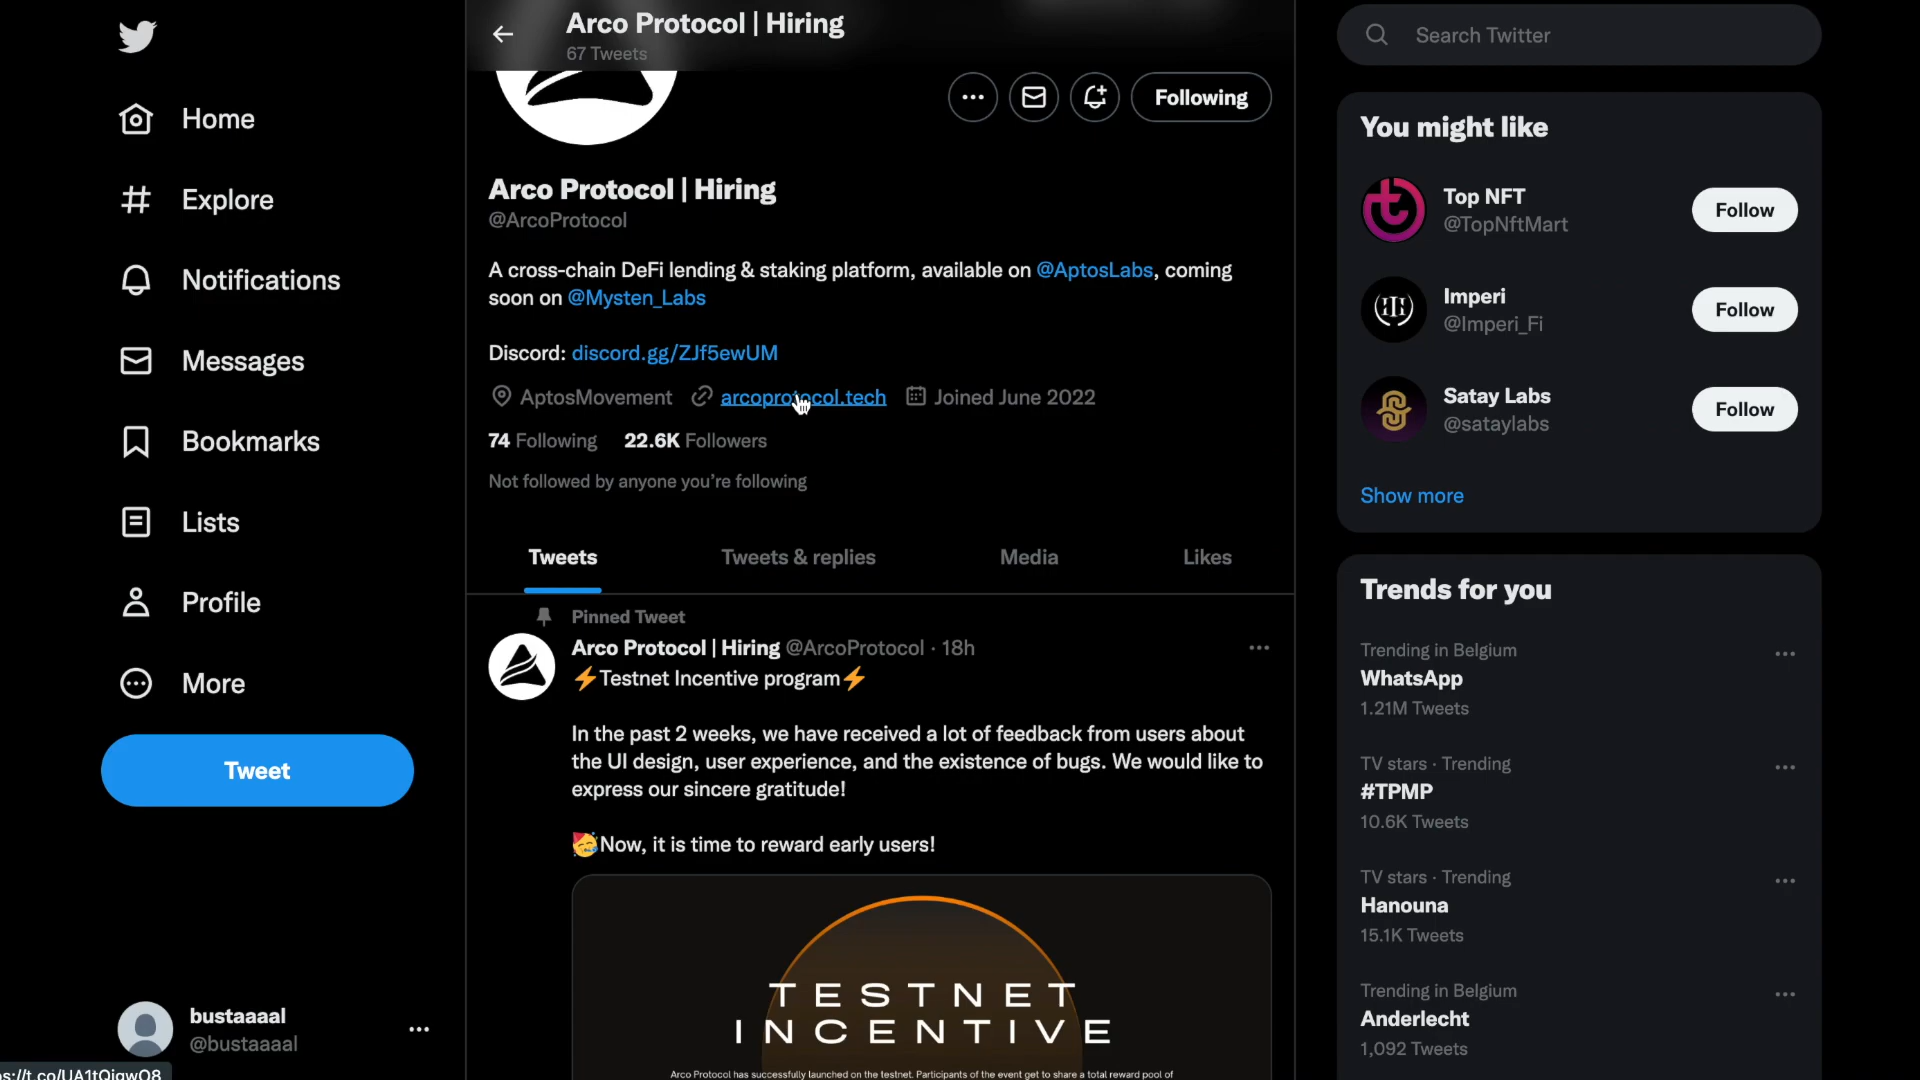 Arco Protocol | Hiring
67 Tweets
Home
Explore
Notifications
Messages
Bookmarks
Lists
Profile
More
Tweet
bustaaaal
@bustaaaal
Following
Arco Protocol | Hiring
@ArcoProtocol
A cross-chain DeFi lending & staking platform, available on @AptosLabs, coming
soon on @Mysten_Labs
Discord: discord.gg/ZJf5ewUM
AptosMovement arcoprotocol.tech Joined June 2022
74 Following 22.6K Followers
Not followed by anyone you're following
Tweets Tweets & replies Media Likes
Pinned Tweet
Arco Protocol | Hiring @ArcoProtocol · 18h
⚡Testnet Incentive program⚡
In the past 2 weeks, we have received a lot of feedback from users about
the UI design, user experience, and the existence of bugs. We would like to
express our sincere gratitude!
🥳Now, it is time to reward early users!
TESTNET
INCENTIVE
Arco Protocol has successfully launched on the testnet. Participants of the event get to share a total reward pool of
Search Twitter
You might like
Top NFT
@TopNftMart
Follow
Imperi
@Imperi_Fi
Follow
Satay Labs
@sataylabs
Follow
Show more
Trends for you
Trending in Belgium
WhatsApp
1.21M Tweets
TV stars · Trending
#TPMP
10.6K Tweets
TV stars · Trending
Hanouna
15.1K Tweets
Trending in Belgium
Anderlecht
1,092 Tweets